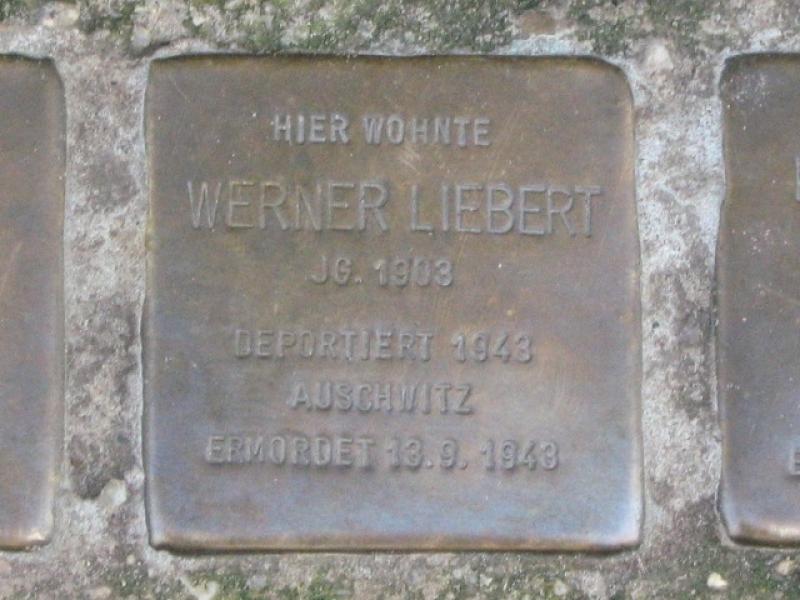 HIER WOHNTE
WERNER LIEBERT
JG. 1903
DEPORTIERT 1943
AUSCHWITZ
ERMORDET 13.9.1943